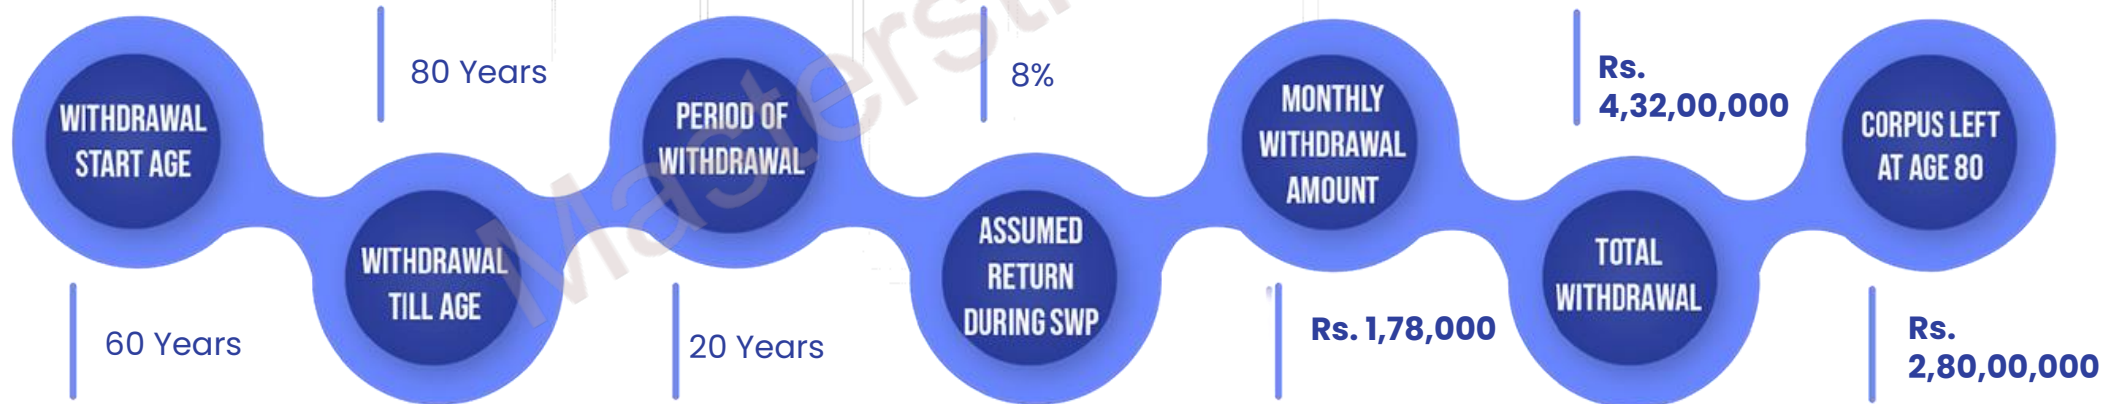 WITHDRAWAL
START AGE
60 Years
80 Years
WITHDRAWAL
TILL AGE
PERIOD OF
WITHDRAWAL
20 Years
8%
ASSUMED
RETURN
DURING SWP
MONTHLY
WITHDRAWAL
AMOUNT
Rs. 1,78,000
Rs.
4,32,00,000
TOTAL
WITHDRAWAL
CORPUS LEFT
AT AGE 80
Rs.
2,80,00,000